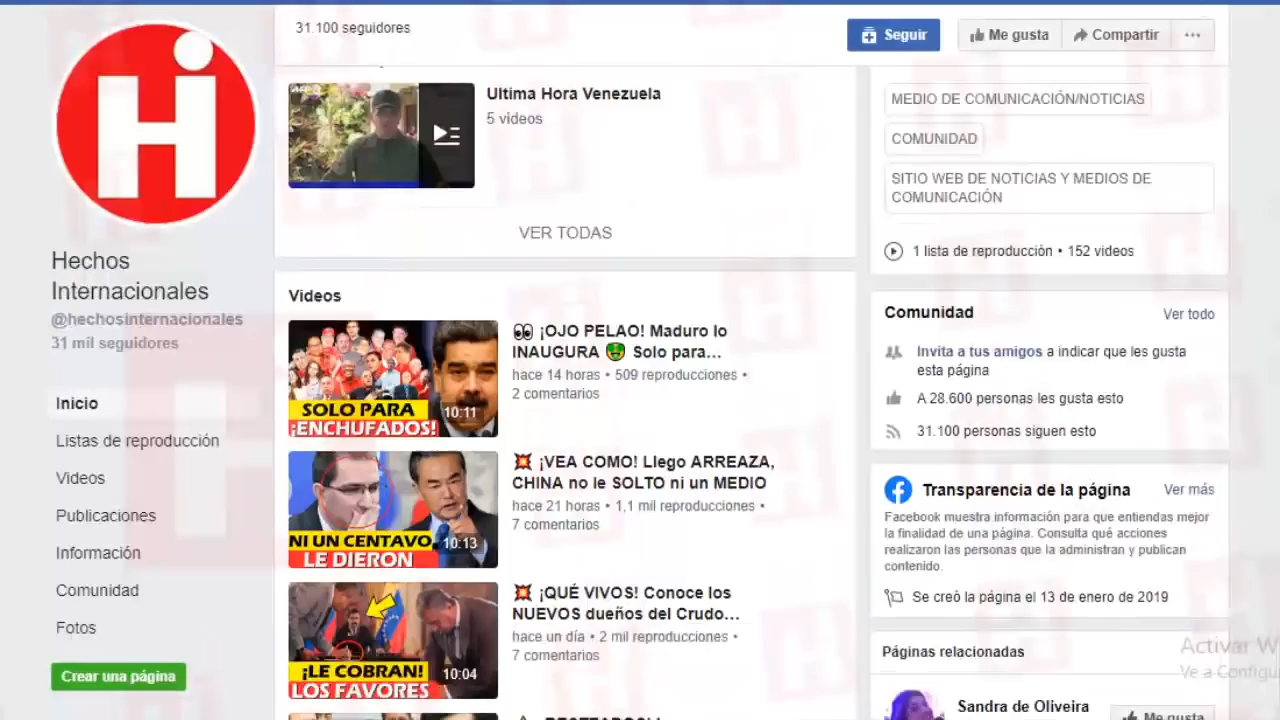 31.100 seguidores
Seguir
Me gusta
Compartir
Ultima Hora Venezuela
5 videos
VER TODAS
MEDIO DE COMUNICACIÓN/NOTICIAS
COMUNIDAD
SITIO WEB DE NOTICIAS Y MEDIOS DE
COMUNICACIÓN
1 lista de reproducción • 152 videos
Hi
Hechos
Internacionales
@hechosinternacionales
31 mil seguidores
Inicio
Listas de reproducción
Videos
Publicaciones
Información
Comunidad
Fotos
Crear una página
Videos
SOLO PARA
¡ENCHUFADOS!
10:11
¡OJO PELAO! Maduro lo
INAUGURA Solo para...
hace 14 horas • 509 reproducciones •
2 comentarios
NI UN CENTAVO
LE DIERON
10:13
¡VEA COMO! Llego ARREAZA,
CHINA no le SOLTO ni un MEDIO
hace 21 horas • 1,1 mil reproducciones •
7 comentarios
¡LE COBRAN!
LOS FAVORES
10:04
¡QUÉ VIVOS! Conoce los
NUEVOS dueños del Crudo...
hace un día • 2 mil reproducciones •
7 comentarios
Comunidad
Ver todo
Invita a tus amigos a indicar que les gusta
esta página
A 28.600 personas les gusta esto
31.100 personas siguen esto
Transparencia de la página
Ver más
Facebook muestra información para que entiendas mejor
la finalidad de una página. Consulta qué acciones
realizaron las personas que la administran y publican
contenido.
Se creó la página el 13 de enero de 2019
Páginas relacionadas
Sandra de Oliveira
Me gusta
Activar W
Ve a Configu